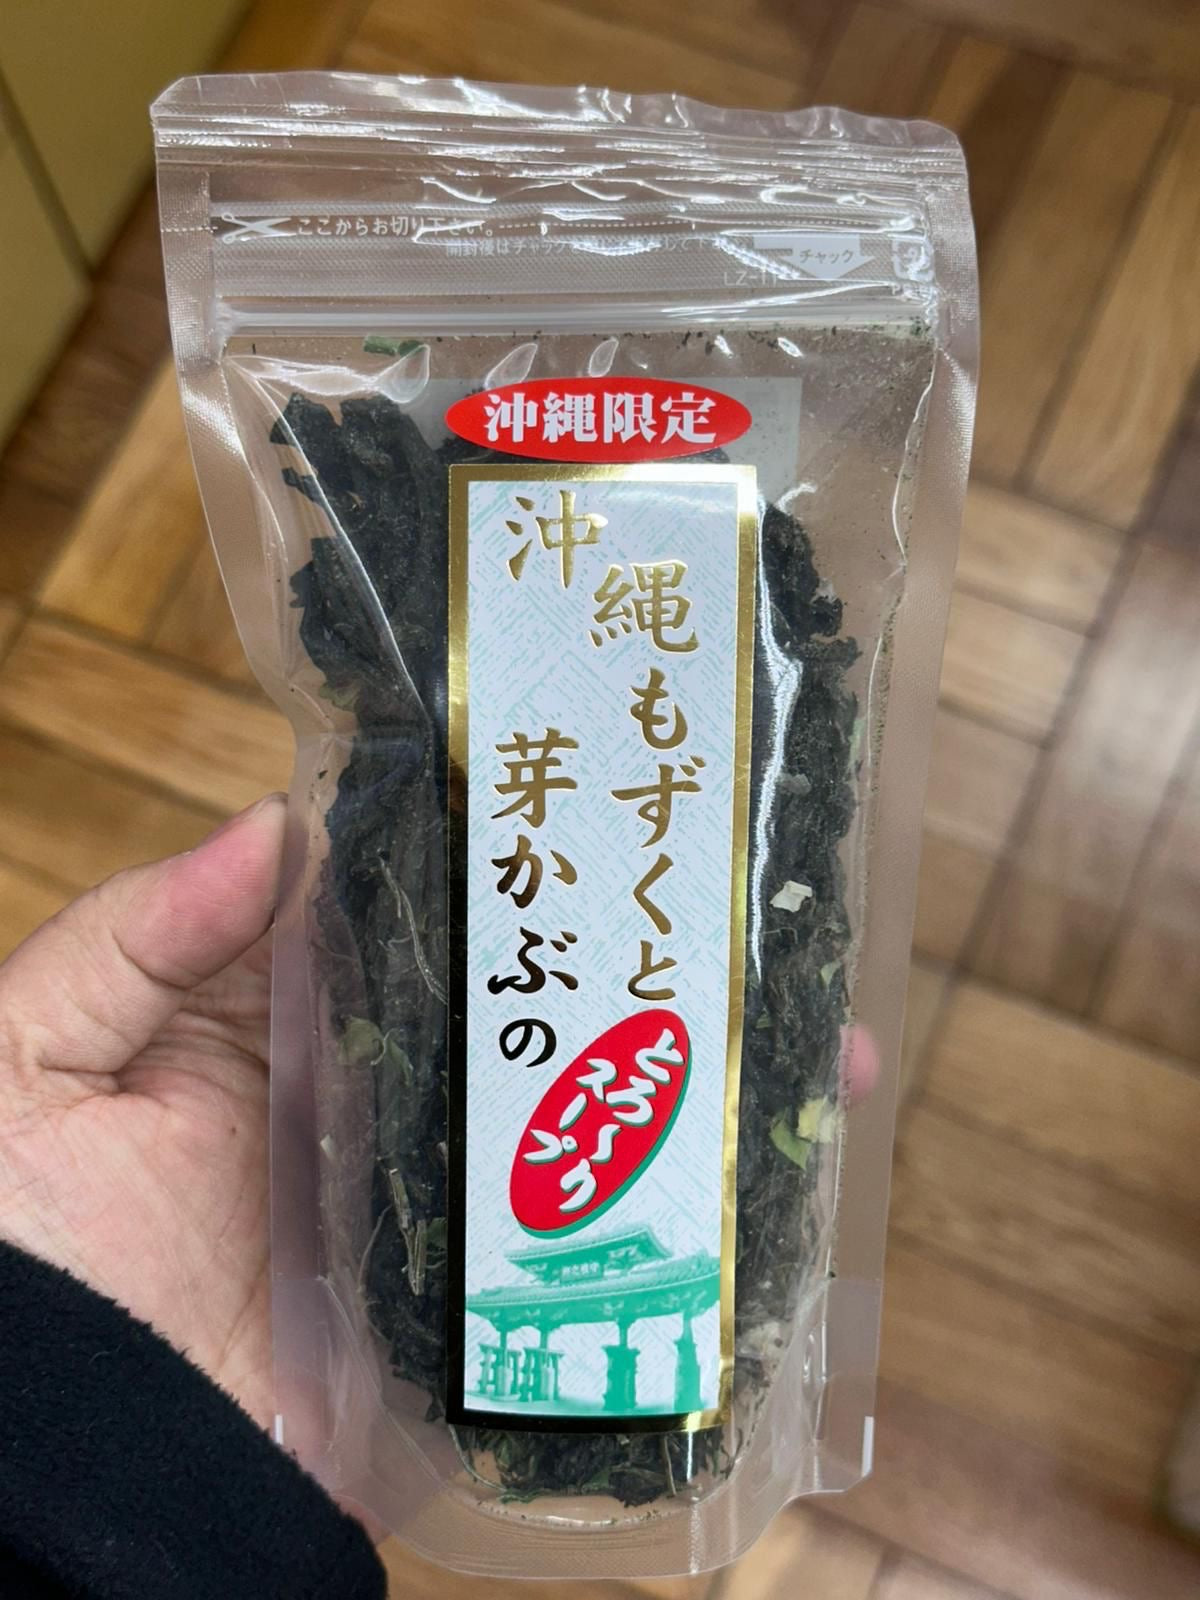 ここからお切り下さい。
チャック
沖縄限定
沖縄もずくと
芽かぶの
とろ〜り
スープ